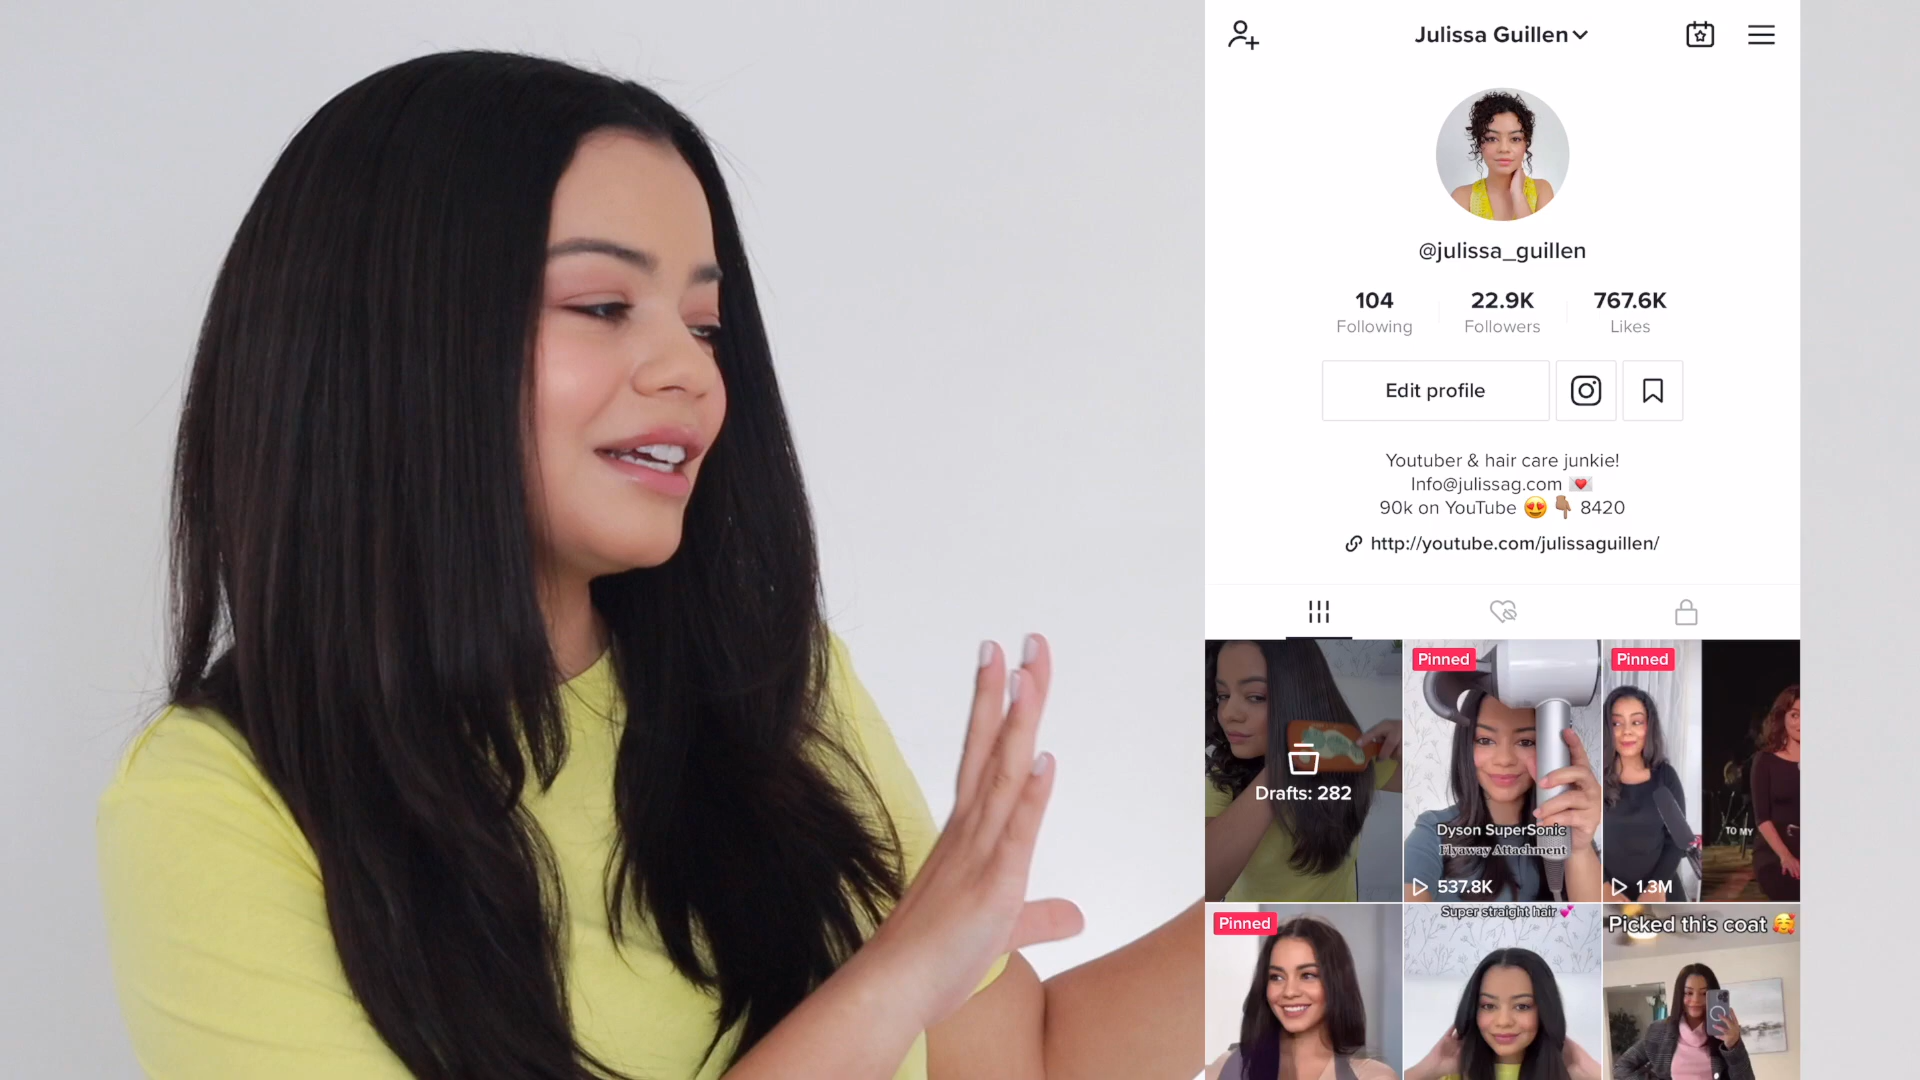 Julissa Guillen
@julissa_guillen
104
Following
22.9K
Followers
767.6K
Likes
Edit profile
Youtuber & hair care junkie!
Info@julissag.com 💌
90k on YouTube 😍👇🏽 8420
http://youtube.com/julissaguillen/
Drafts: 282
Pinned
Dyson SuperSonic
Flyaway Attachment
537.8K
Pinned
TO MY
1.3M
Pinned
Super straight hair 💕
Picked this coat 🥰